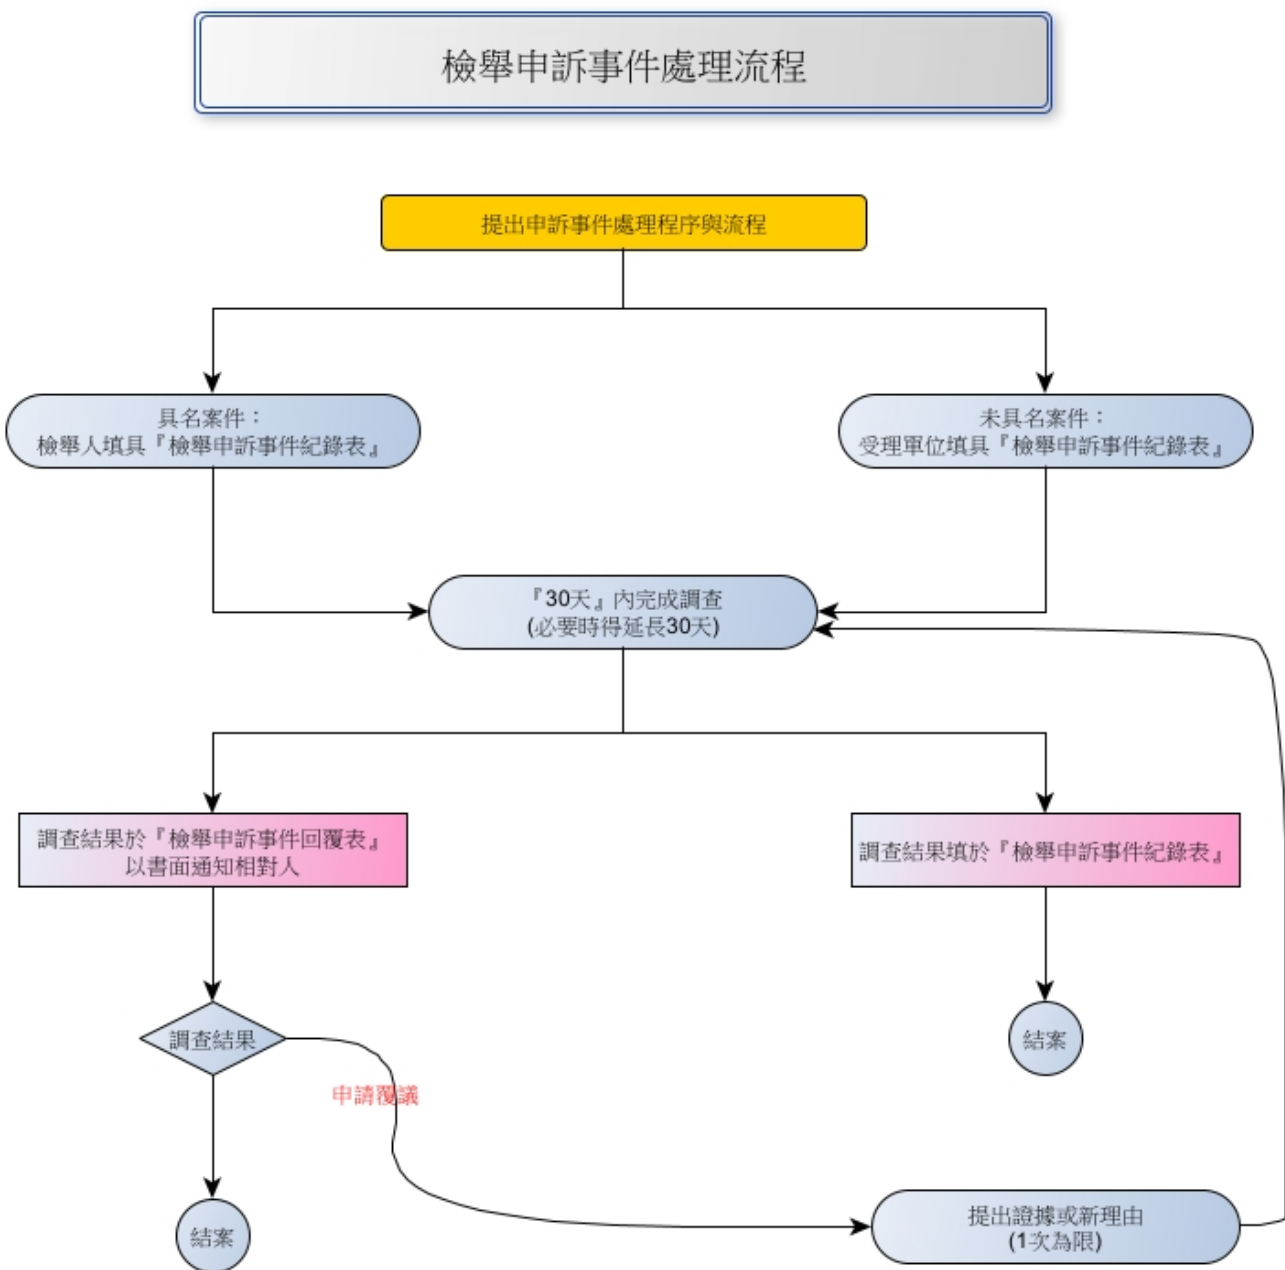 檢舉申訴事件處理流程
提出申訴事件處理程序與流程
具名案件：
檢舉人填具『檢舉申訴事件紀錄表』
未具名案件：
受理單位填具『檢舉申訴事件紀錄表』
『30天』內完成調查
(必要時得延長30天)
調查結果於『檢舉申訴事件回覆表』
以書面通知相對人
調查結果填於『檢舉申訴事件紀錄表』
調查結果
結案
申請覆議
結案
提出證據或新理由
(1次為限)